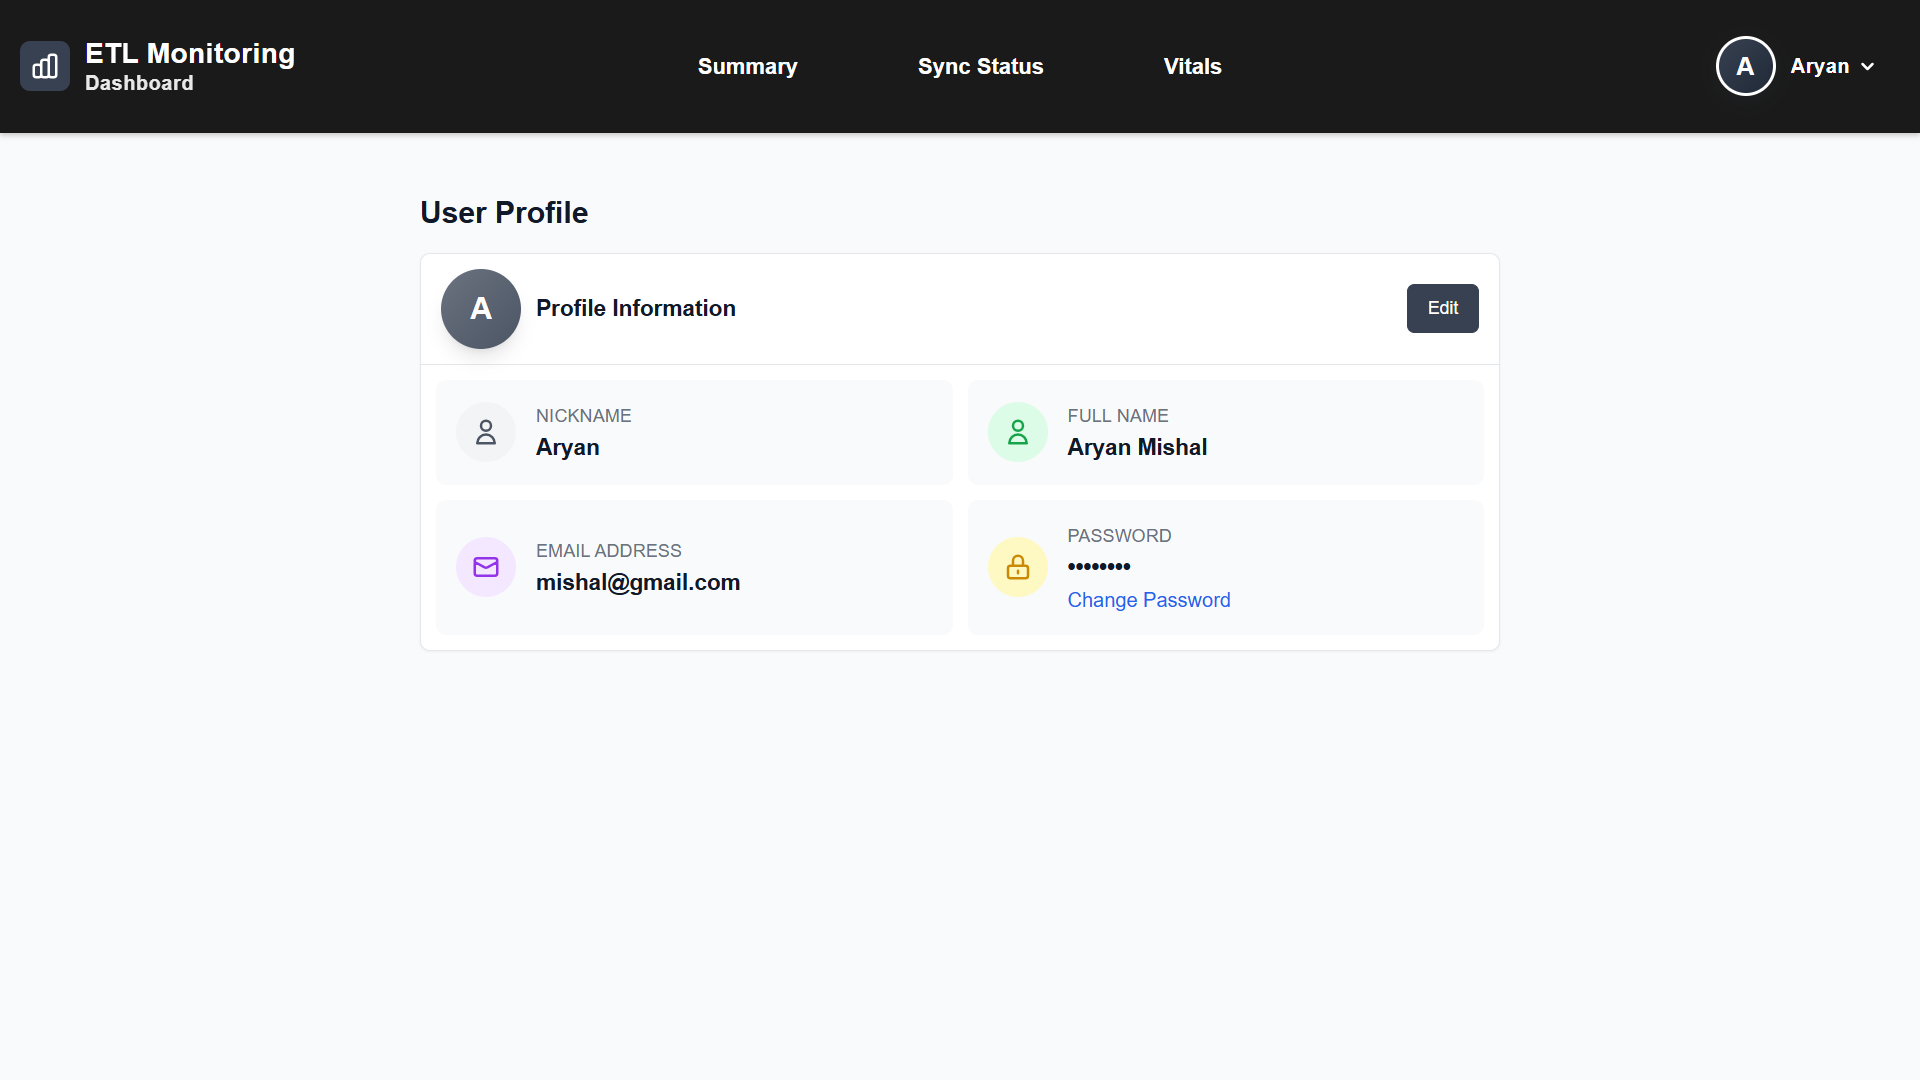 ETL Monitoring
Dashboard
Summary
Sync Status
Vitals
A
Aryan
User Profile
A
Profile Information
Edit
NICKNAME
Aryan
FULL NAME
Aryan Mishal
EMAIL ADDRESS
mishal@gmail.com
PASSWORD
••••••••
Change Password